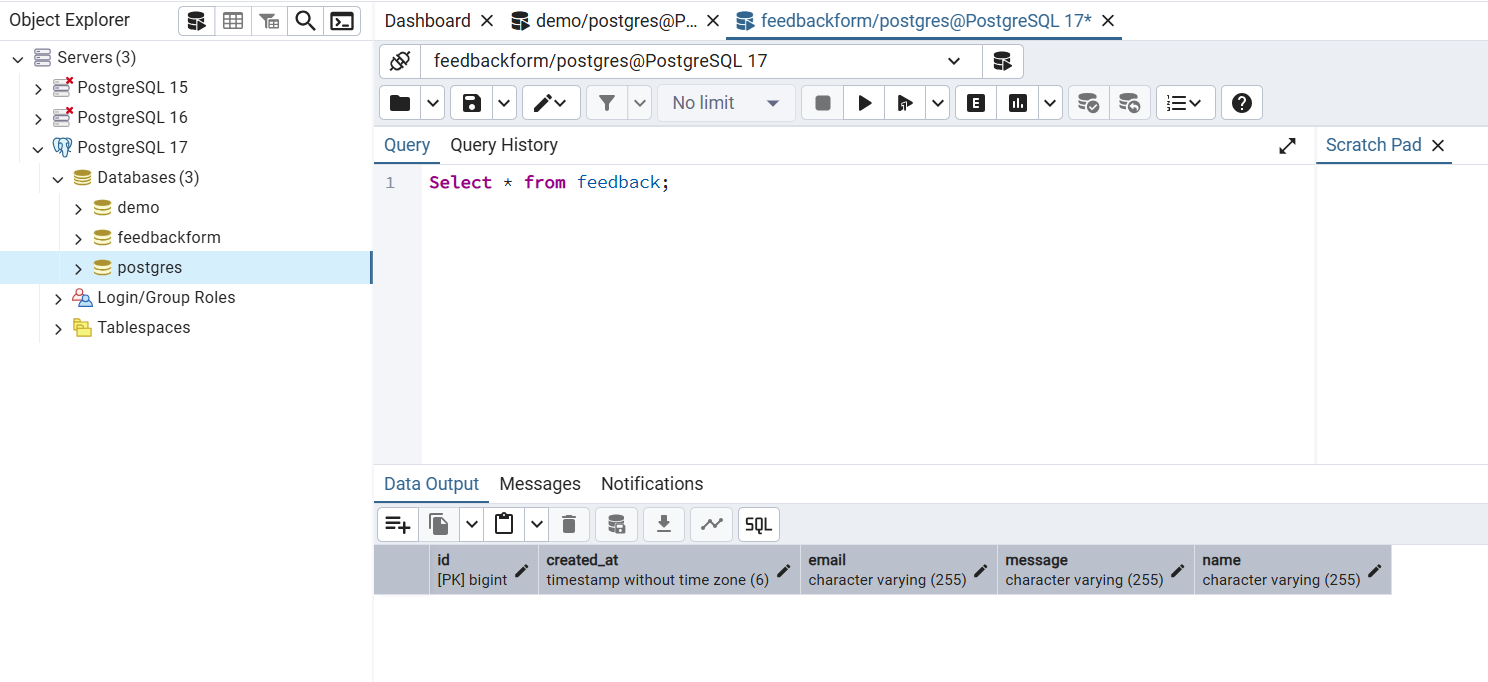 Object Explorer
Servers (3)
PostgreSQL 15
PostgreSQL 16
PostgreSQL 17
Databases (3)
demo
feedbackform
postgres
Login/Group Roles
Tablespaces
Dashboard demo/postgres@P... feedbackform/postgres@PostgreSQL 17*
feedbackform/postgres@PostgreSQL 17
No limit E
Query Query History
Scratch Pad
1 Select * from feedback;
Data Output Messages Notifications
SQL
id created_at email message name
[PK] bigint timestamp without time zone (6) character varying (255) character varying (255) character varying (255)